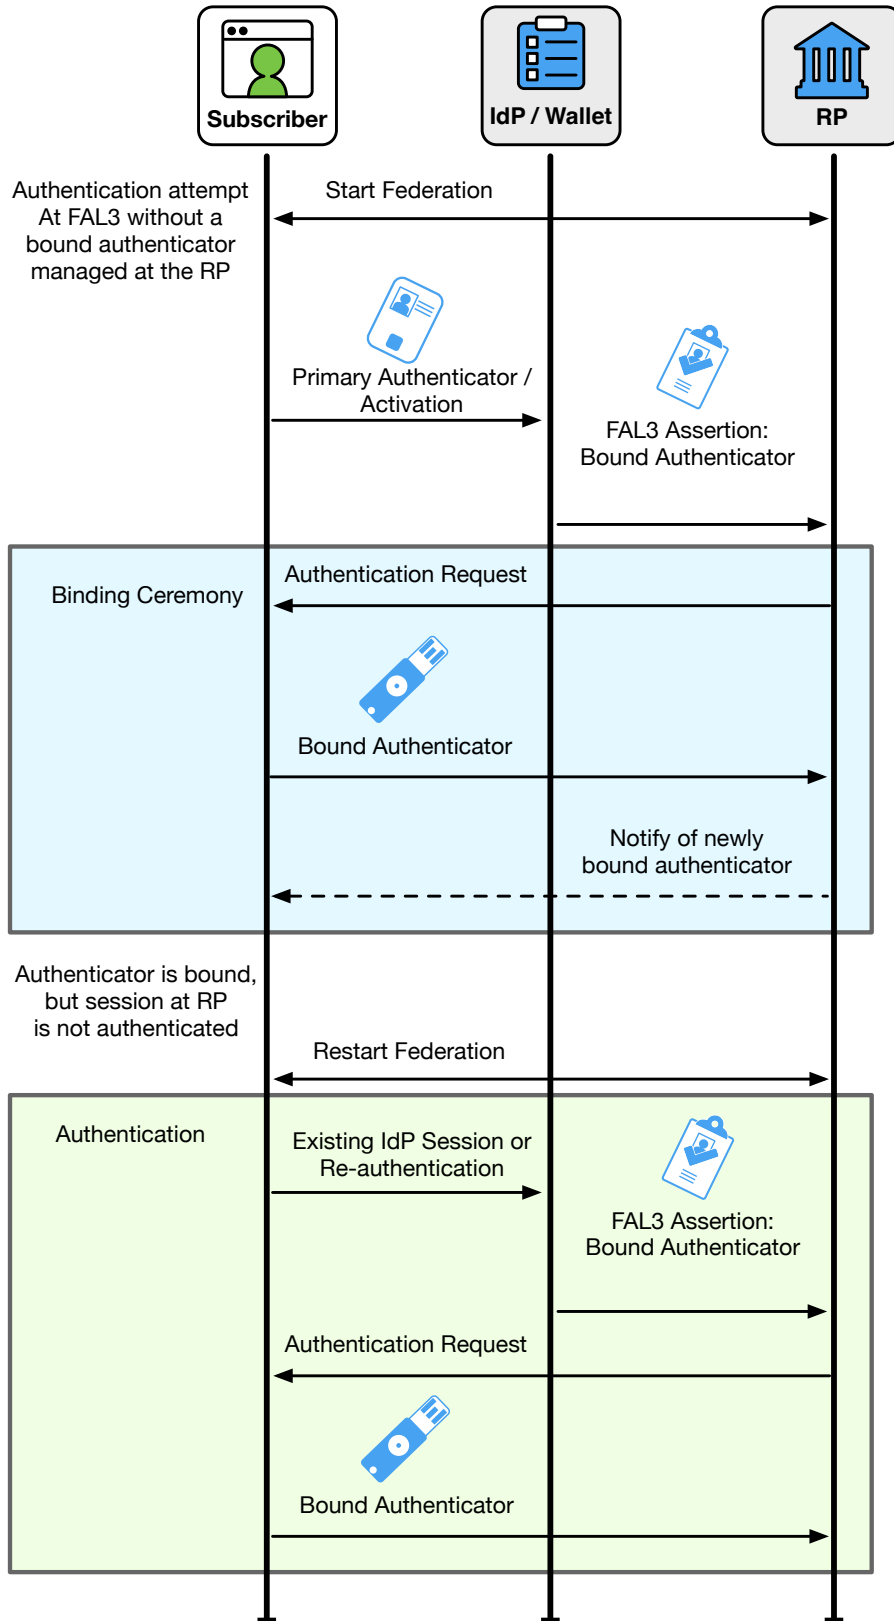 Subscriber
IdP / Wallet
RP
Authentication attempt
At FAL3 without a
bound authenticator
managed at the RP
Start Federation
Primary Authenticator /
Activation
FAL3 Assertion:
Bound Authenticator
Binding Ceremony
Authentication Request
Bound Authenticator
Notify of newly
bound authenticator
Authenticator is bound,
but session at RP
is not authenticated
Restart Federation
Authentication
Existing IdP Session or
Re-authentication
FAL3 Assertion:
Bound Authenticator
Authentication Request
Bound Authenticator